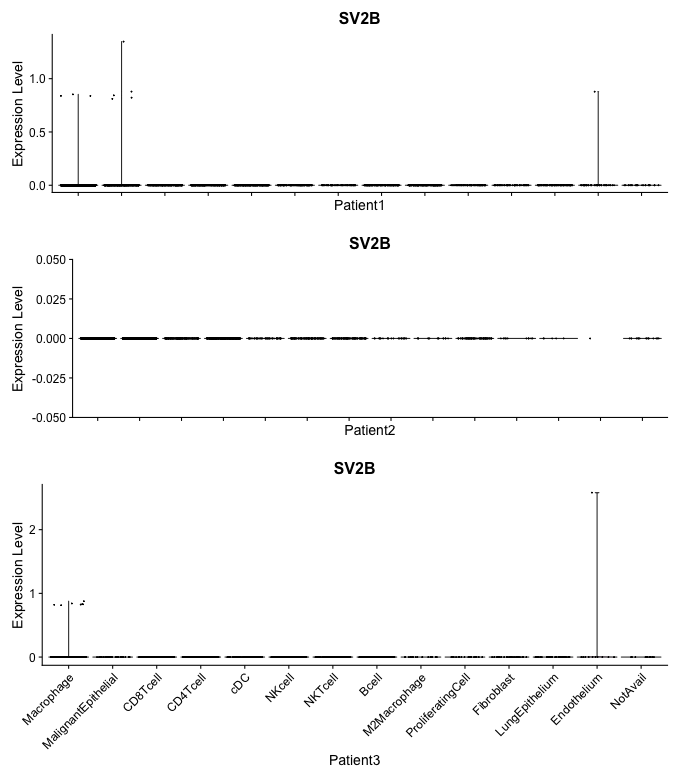 SV2B
Expression Level
1.0
0.5
0.0
Patient1
SV2B
Expression Level
0.050
0.025
0.000
-0.025
-0.050
Patient2
SV2B
Expression Level
2
1
0
Macrophage
MalignantEpithelial
CD8Tcell
CD4Tcell
cDC
NKcell
NKTcell
Bcell
M2Macrophage
ProliferatingCell
Fibroblast
LungEpithelium
Endothelium
NotAvail
Patient3